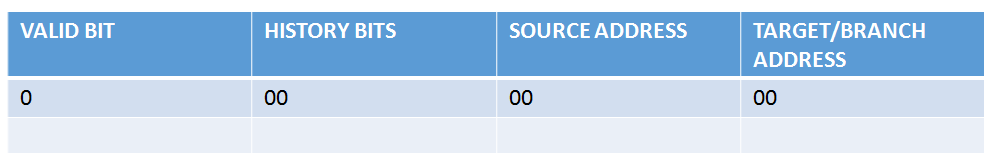 VALID BIT HISTORY BITS SOURCE ADDRESS TARGET/BRANCH
ADDRESS
0 00 00 00